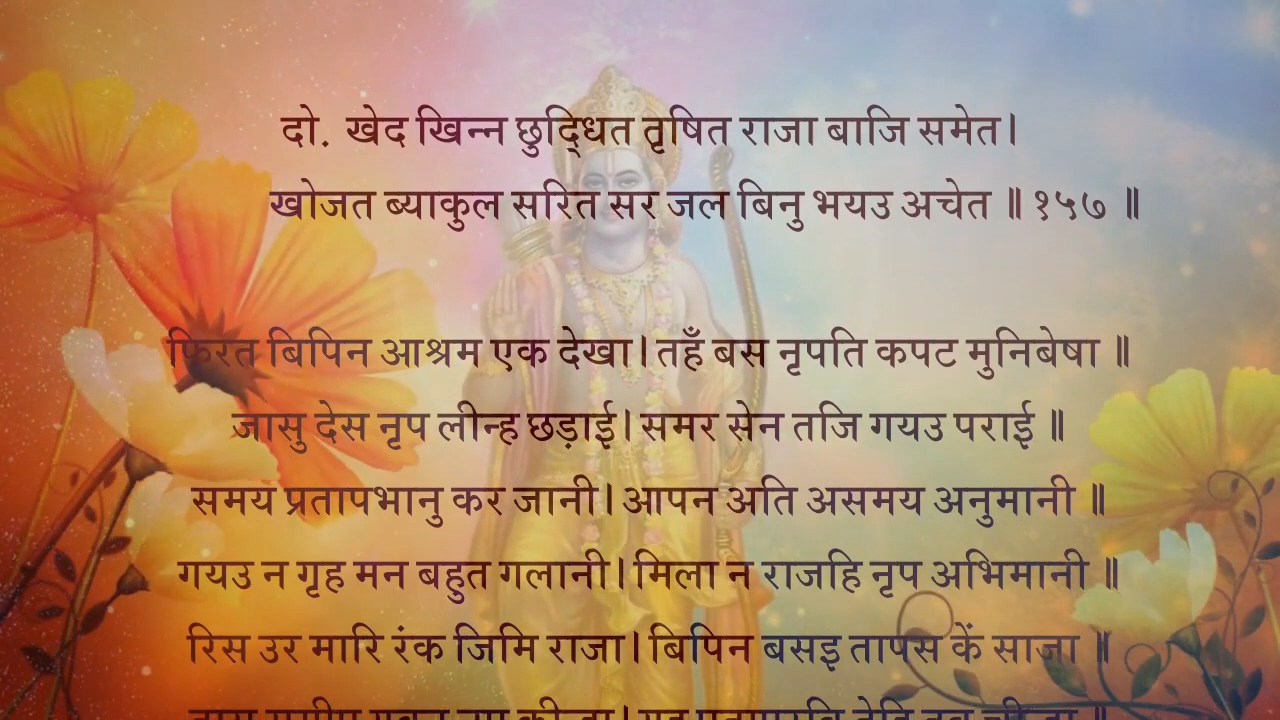 दो. खेद खिन्न छुद्धित तृषित राजा बाजि समेत।
खोजत ब्याकुल सरित सर जल बिनु भयउ अचेत ॥ १५७ ॥
फिरत बिपिन आश्रम एक देखा। तहँ बस नृपति कपट मुनिबेषा ॥
जासु देस नृप लीन्ह छड़ाई। समर सेन तजि गयउ पराई ॥
समय प्रतापभानु कर जानी। आपन अति असमय अनुमानी ॥
गयउ न गृह मन बहुत गलानी। मिला न राजहि नृप अभिमानी ॥
रिस उर मारि रंक जिमि राजा। बिपिन बसइ तापस कें साजा ॥